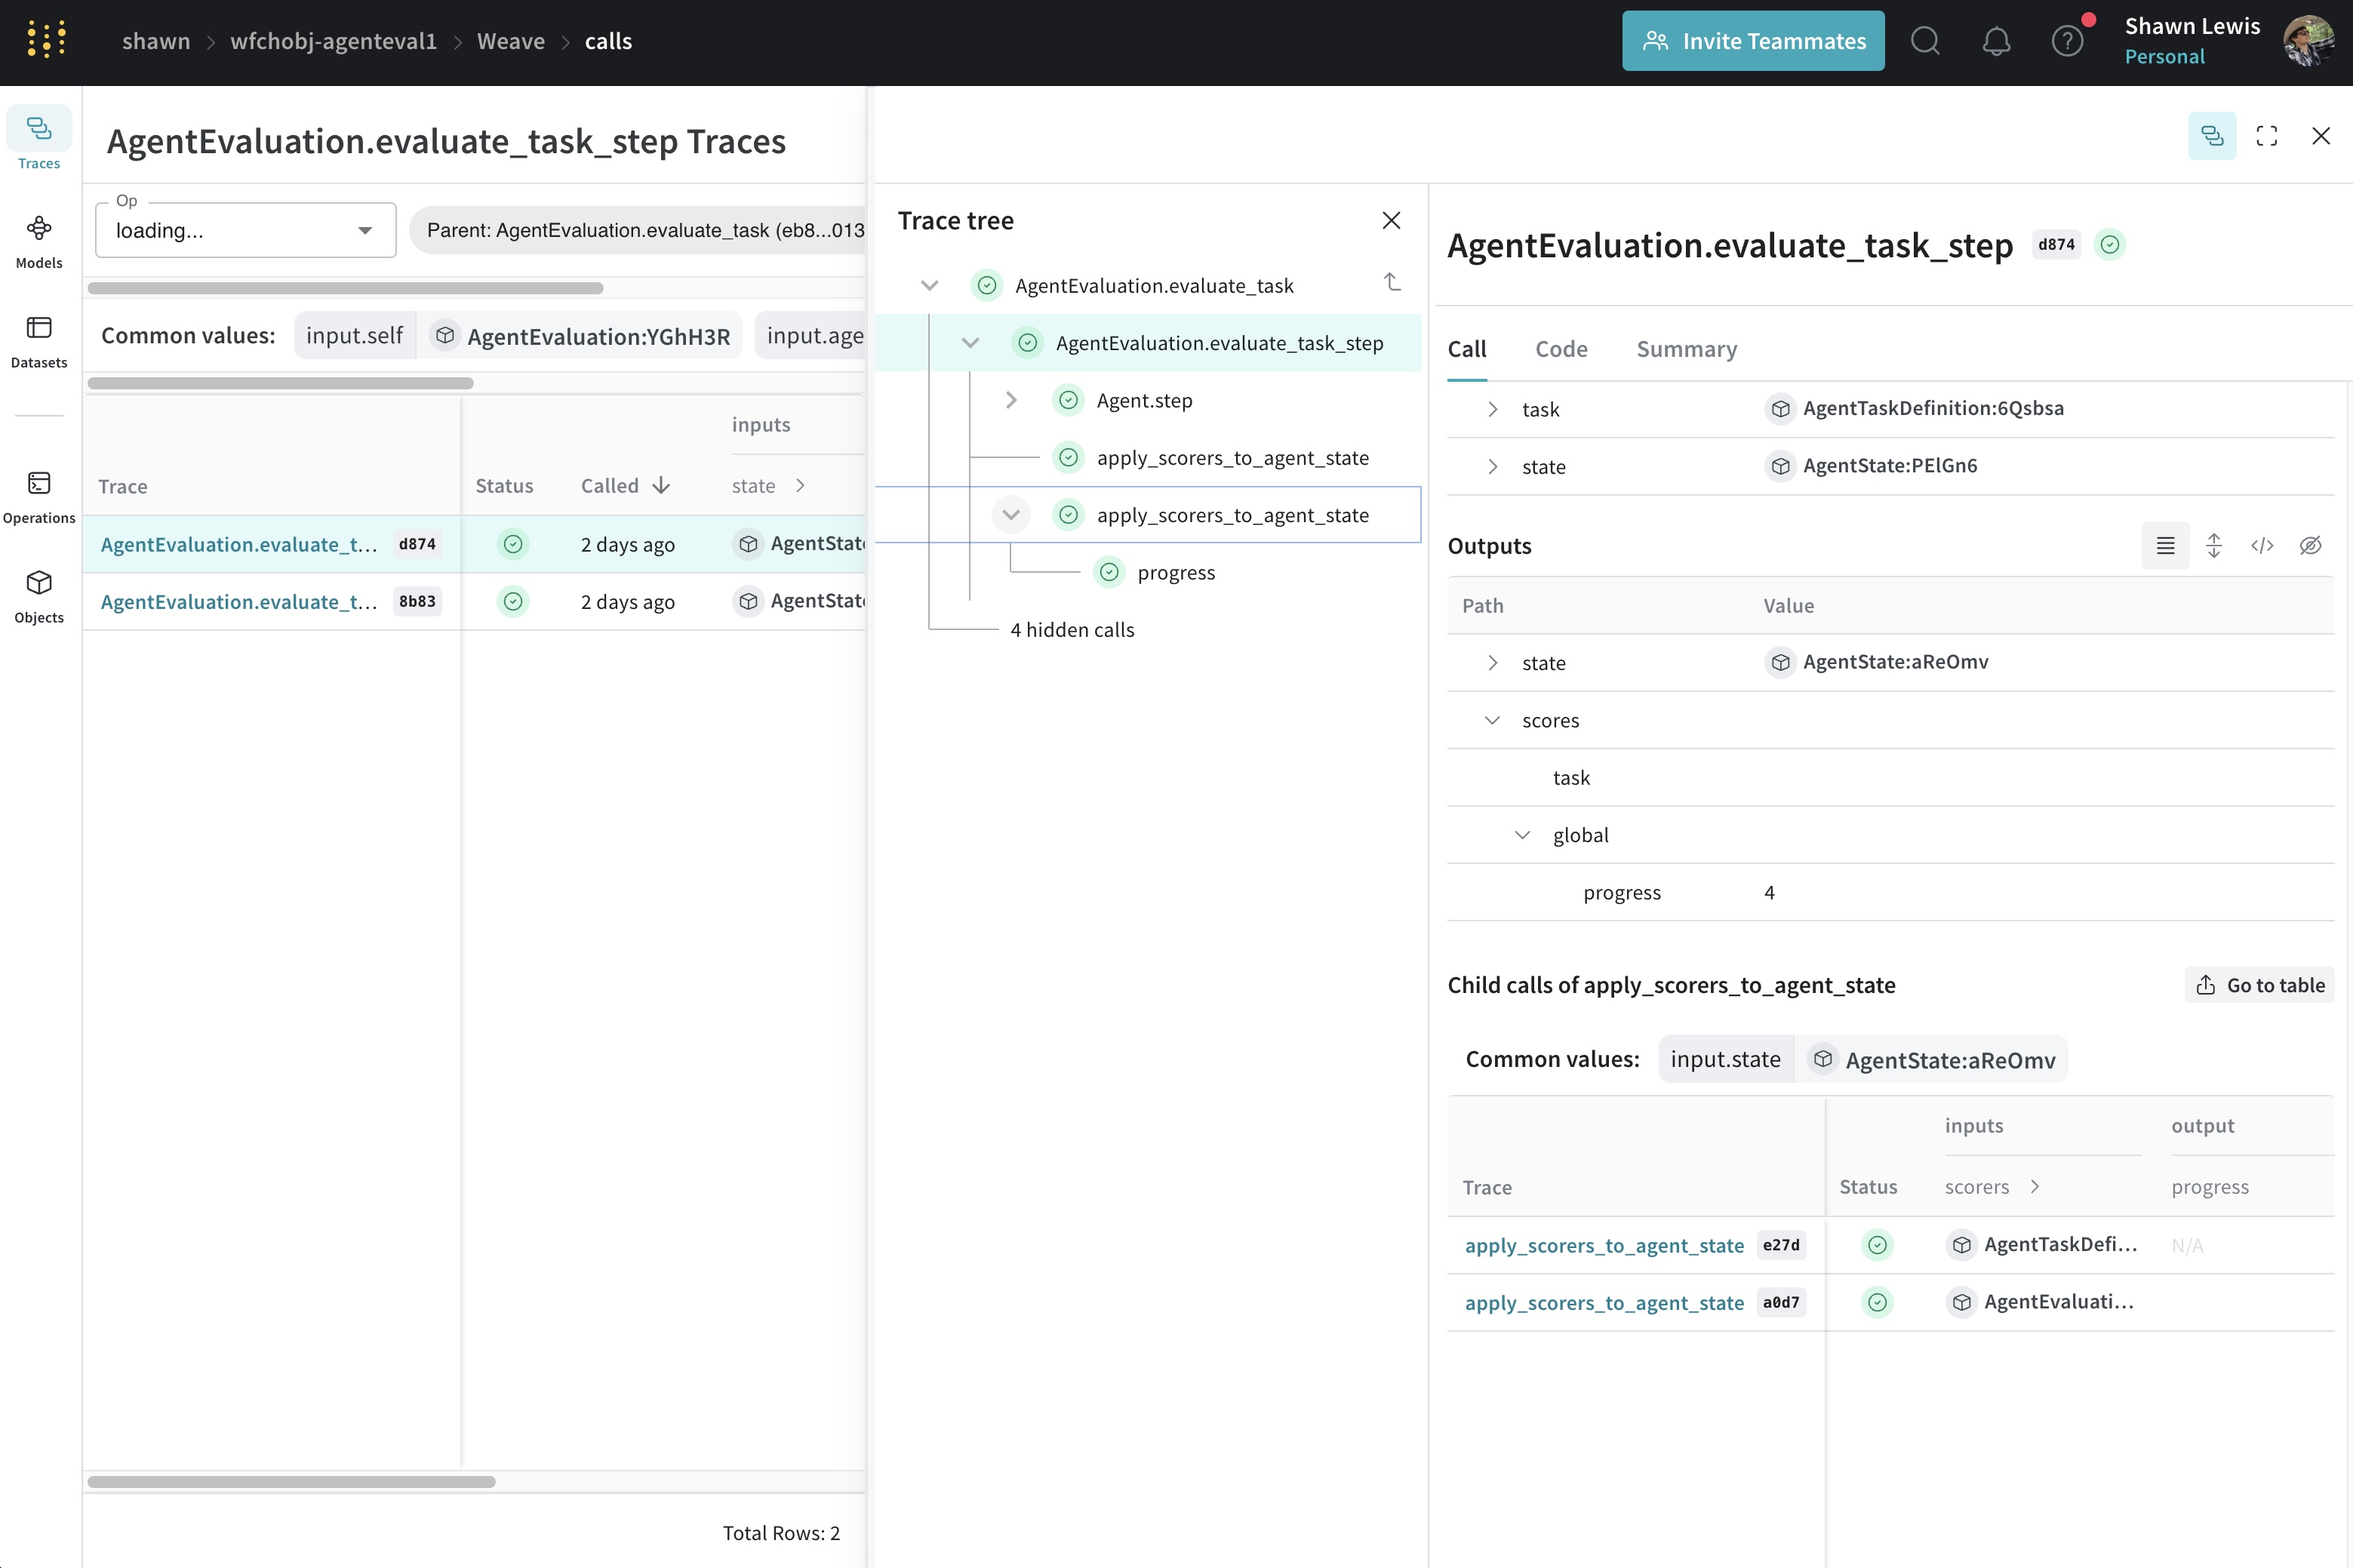 shawn > wfchobj-agenteval1 > Weave > calls
Invite Teammates
Shawn Lewis
Personal
Traces
Models
Datasets
Operations
Objects
AgentEvaluation.evaluate_task_step Traces
Op
loading...
Parent: AgentEvaluation.evaluate_task (eb8...013
Common values: input.self AgentEvaluation:YGhH3R input.age
inputs
Trace Status Called state
AgentEvaluation.evaluate_t... d874 2 days ago AgentState
AgentEvaluation.evaluate_t... 8b83 2 days ago AgentState
Total Rows: 2
Trace tree
AgentEvaluation.evaluate_task
AgentEvaluation.evaluate_task_step
Agent.step
apply_scorers_to_agent_state
apply_scorers_to_agent_state
progress
4 hidden calls
AgentEvaluation.evaluate_task_step d874
Call Code Summary
task AgentTaskDefinition:6Qsbsa
state AgentState:PElGn6
Outputs
Path Value
state AgentState:aReOmv
scores
task
global
progress 4
Child calls of apply_scorers_to_agent_state
Go to table
Common values: input.state AgentState:aReOmv
inputs output
Trace Status scorers progress
apply_scorers_to_agent_state e27d AgentTaskDefi... N/A
apply_scorers_to_agent_state a0d7 AgentEvaluati...